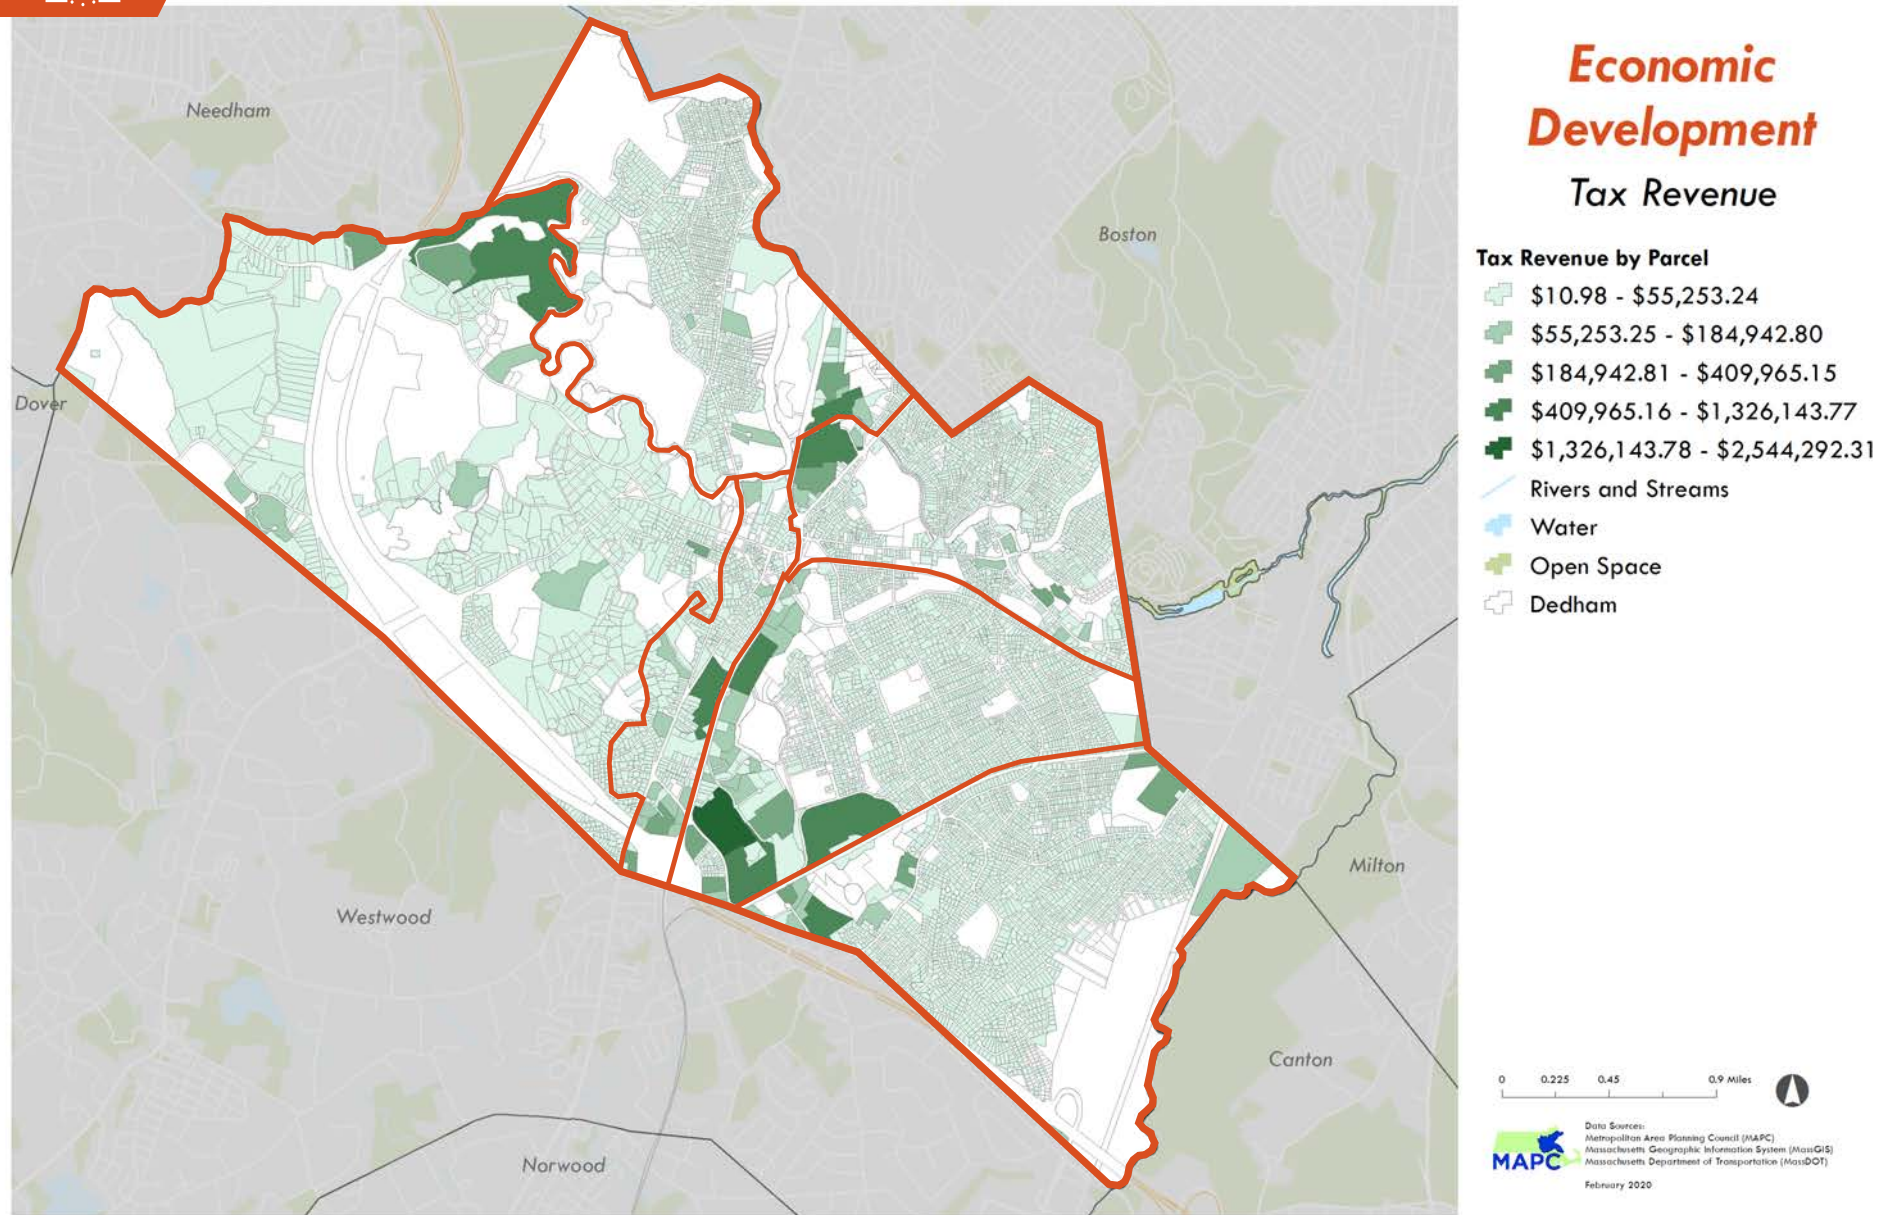 Economic
Development
Tax Revenue
Tax Revenue by Parcel
$10.98 - $55,253.24
$55,253.25 - $184,942.80
$184,942.81 - $409,965.15
$409,965.16 - $1,326,143.77
$1,326,143.78 - $2,544,292.31
Rivers and Streams
Water
Open Space
Dedham
Needham
Boston
Dover
Westwood
Milton
Canton
Norwood
0 0.225 0.45 0.9 Miles
MAPC
Data Sources:
Metropolitan Area Planning Council (MAPC)
Massachusetts Geographic Information System (MassGIS)
Massachusetts Department of Transportation (MassDOT)
February 2020